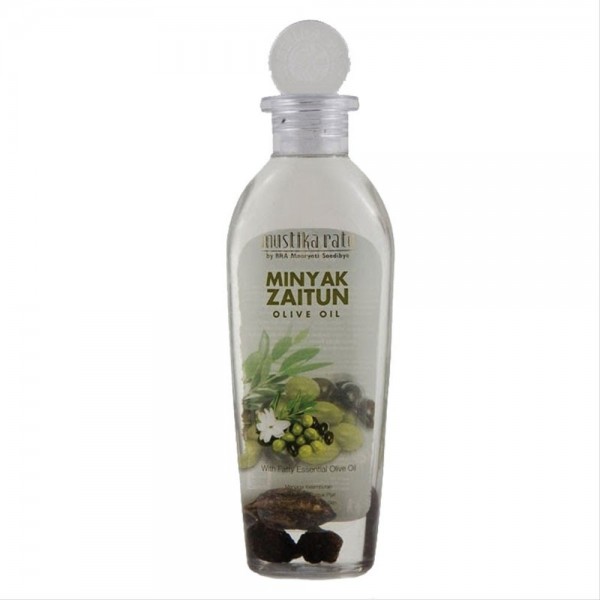 mustika ratu
by BRA Mooryati Soedibyo
MINYAK
ZAITUN
OLIVE OIL
With Fatty Essential Olive Oil